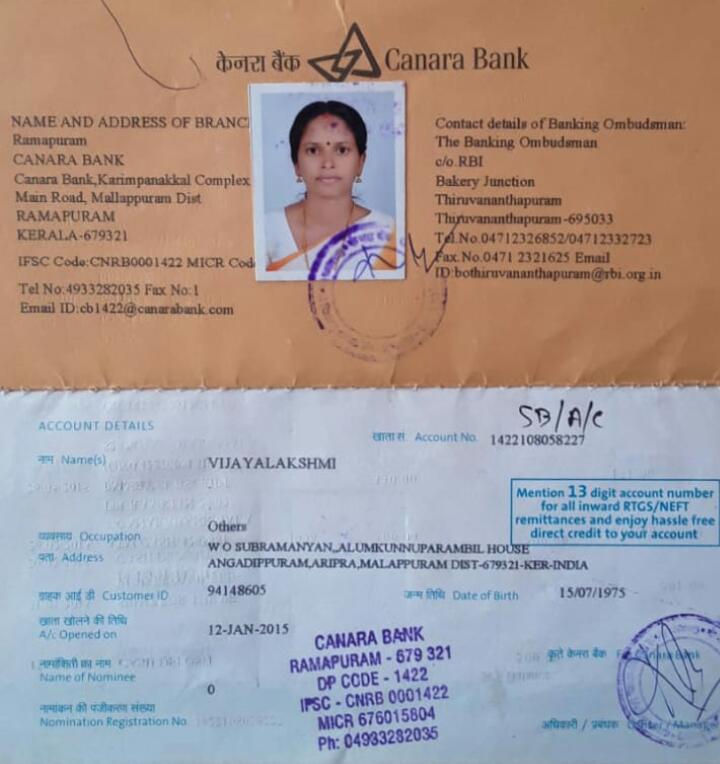 केनरा बैंक Canara Bank
NAME AND ADDRESS OF BRANC
Ramapuram
CANARA BANK
Canara Bank,Karimpanakkal Complex
Main Road, Mallappuram Dist
RAMAPURAM
KERALA-679321
IFSC Code:CNRB0001422 MICR Cod
Tel No:4933282035 Fax No:1
Email ID:cb1422@canarabank.com
Contact details of Banking Ombudsman:
The Banking Ombudsman
c/o RBI
Bakery Junction
Thiruvananthapuram
Thiruvananthapuram-695033
Tel.No.04712326852/04712332723
Fax.No.0471 2321625 Email
ID:bothiruvananthapuram@rbi.org.in
ACCOUNT DETAILS
SB/A/C
खाता सं. Account No. 1422108058227
नाम Name(s) VIJAYALAKSHMI
Mention 13 digit account number
for all inward RTGS/NEFT
remittances and enjoy hassle free
direct credit to your account
व्यवसाय Occupation Others
पता Address W O SUBRAMANYAN,,ALUMKUNNUPARAMBIL HOUSE
ANGADIPPURAM,ARIPRA,MALAPPURAM DIST-679321-KER-INDIA
ग्राहक आई डी Customer ID 94148605
जन्म तिथि Date of Birth 15/07/1975
खाता खोलने की तिथि
A/c Opened on 12-JAN-2015
नामांकिती का नाम
Name of Nominee
0
नामांकन की पंजीकरण संख्या
Nomination Registration No
CANARA BANK
RAMAPURAM - 679 321
DP CODE - 1422
IFSC - CNRB 0001422
MICR 676015804
Ph: 04933282035
कृते केनरा बैंक For Canara Bank
अधिकारी / प्रबंधक Officer / Manager